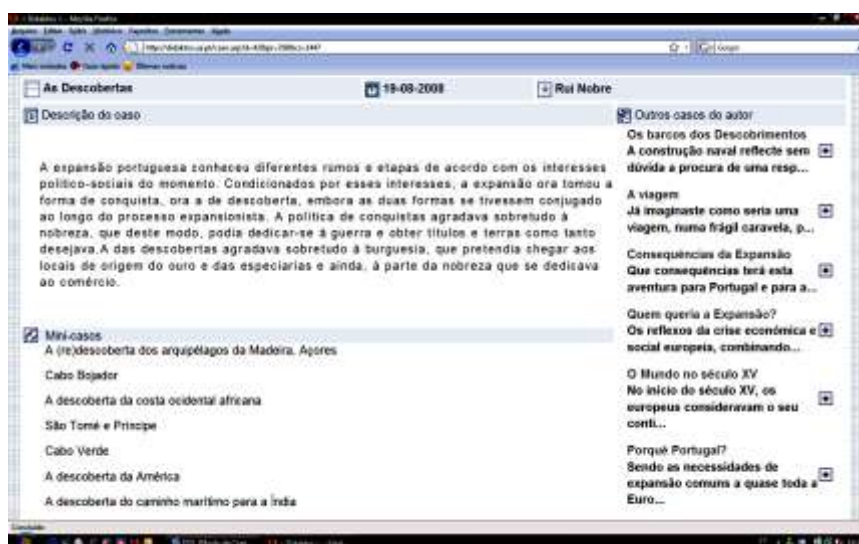 As Descobertas
19-08-2008
Rui Nobre
Descrição do caso
A expansão portuguesa conheceu diferentes rumos e etapas de acordo com os interesses
político-sociais do momento. Condicionados por esses interesses, a expansão ora tomou a
forma de conquista, ora a de descoberta, embora as duas formas se tivessem conjugado
ao longo do processo expansionista. A política de conquistas agradava sobretudo à
nobreza, que deste modo, podia dedicar-se à guerra e obter títulos e terras como tanto
desejava.A das descobertas agradava sobretudo à burguesia, que pretendia chegar aos
locais de origem do ouro e das especiarias e ainda, à parte da nobreza que se dedicava
ao comércio.
Mini-casos
A (re)descoberta dos arquipélagos da Madeira, Açores
Cabo Bojador
A descoberta da costa ocidental africana
São Tomé e Príncipe
Cabo Verde
A descoberta da América
A descoberta do caminho marítimo para a Índia
Outros casos do autor
Os barcos dos Descobrimentos
A construção naval reflecte sem
dúvida a procura de uma resp...
A viagem
Já imaginaste como seria uma
viagem, numa frágil caravela, p...
Consequências da Expansão
Que consequências terá esta
aventura para Portugal e para a...
Quem queria a Expansão?
Os reflexos da crise económica e
social europeia, combinando...
O Mundo no século XV
No início do século XV, os
europeus consideravam o seu
conti...
Porquê Portugal?
Sendo as necessidades de
expansão comuns a quase toda a
Euro...